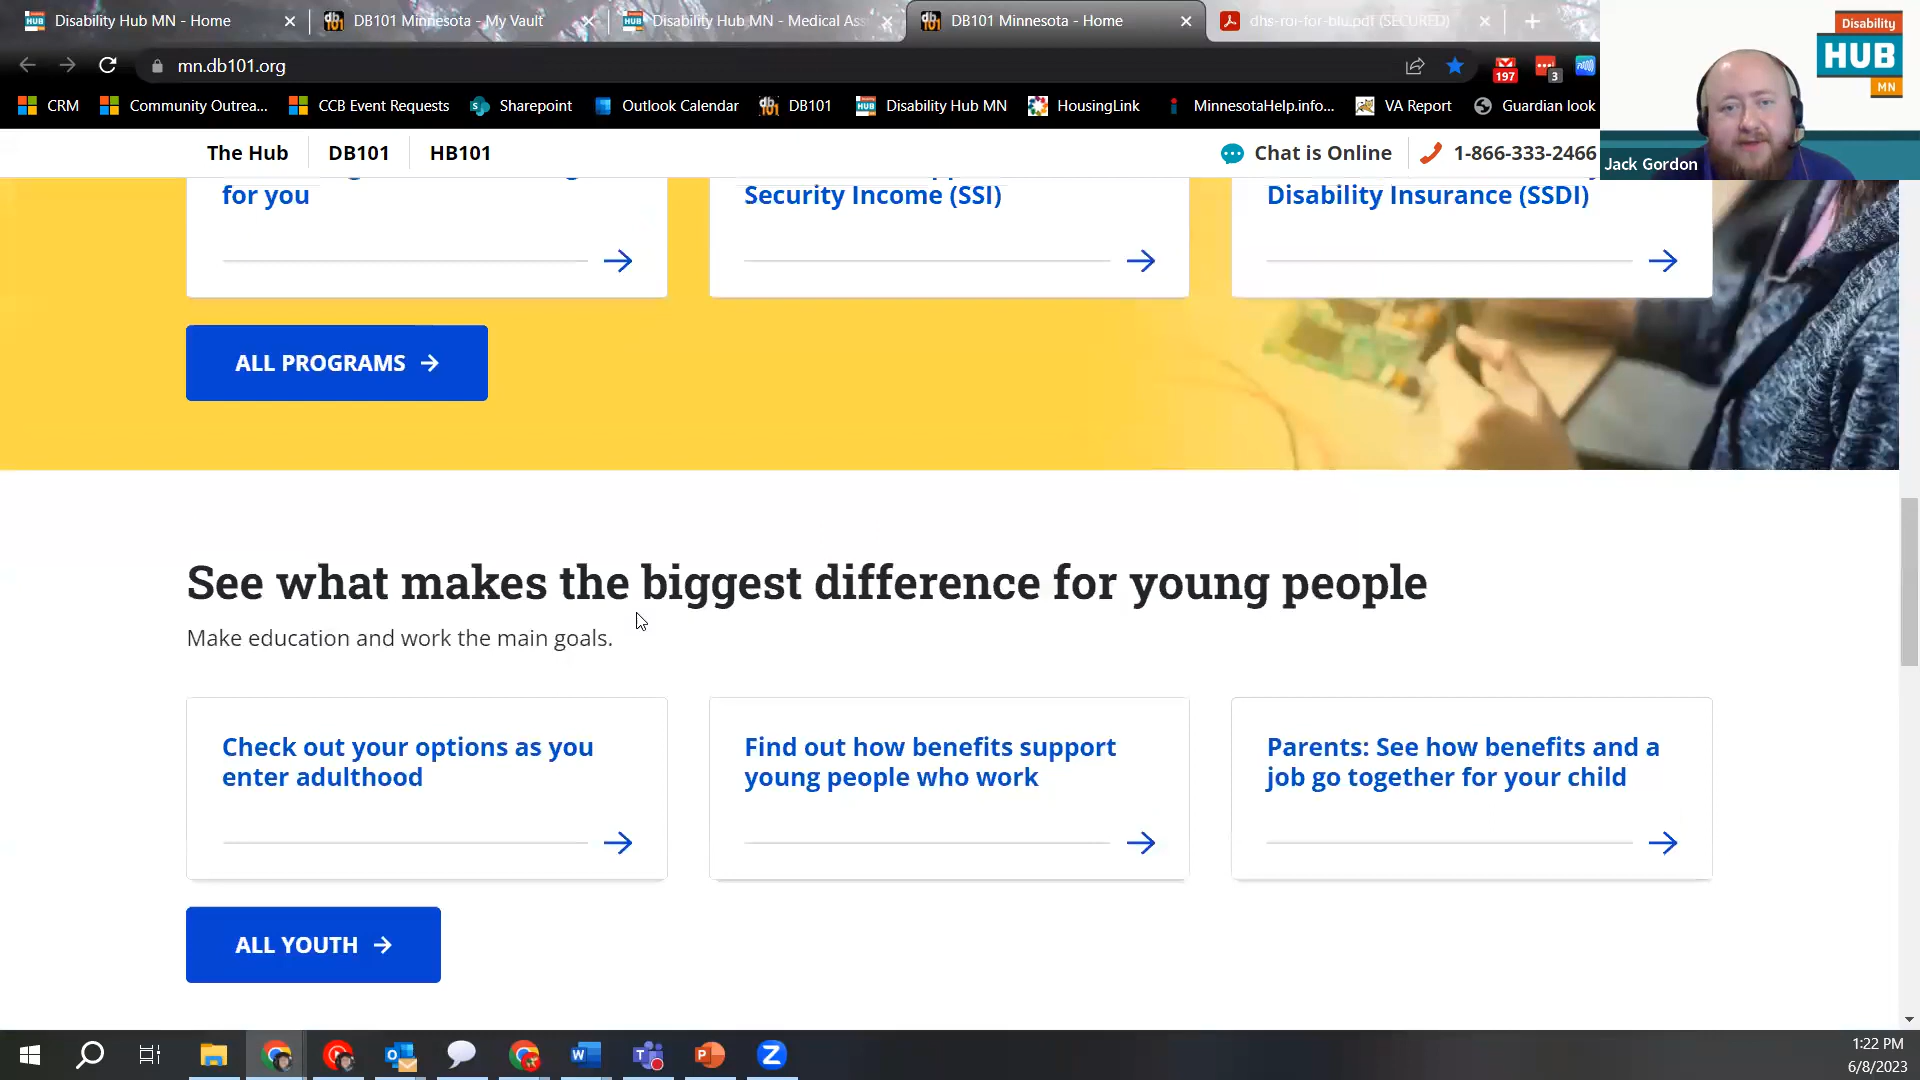 Disability Hub MN - Home
DB101 Minnesota - My Vault
Disability Hub MN - Medical Ass
DB101 Minnesota - Home
dhs-roi-for-blu.pdf (SECURED)
mn.db101.org
197
3
CRM
Community Outrea...
CCB Event Requests
Sharepoint
Outlook Calendar
DB101
Disability Hub MN
HousingLink
MinnesotaHelp.info...
VA Report
Guardian look
Disability
HUB
MN
Jack Gordon
The Hub
DB101
HB101
Chat is Online
1-866-333-2466
for you
Security Income (SSI)
Disability Insurance (SSDI)
ALL PROGRAMS
See what makes the biggest difference for young people
Make education and work the main goals.
Check out your options as you
enter adulthood
Find out how benefits support
young people who work
Parents: See how benefits and a
job go together for your child
ALL YOUTH
1:22 PM
6/8/2023